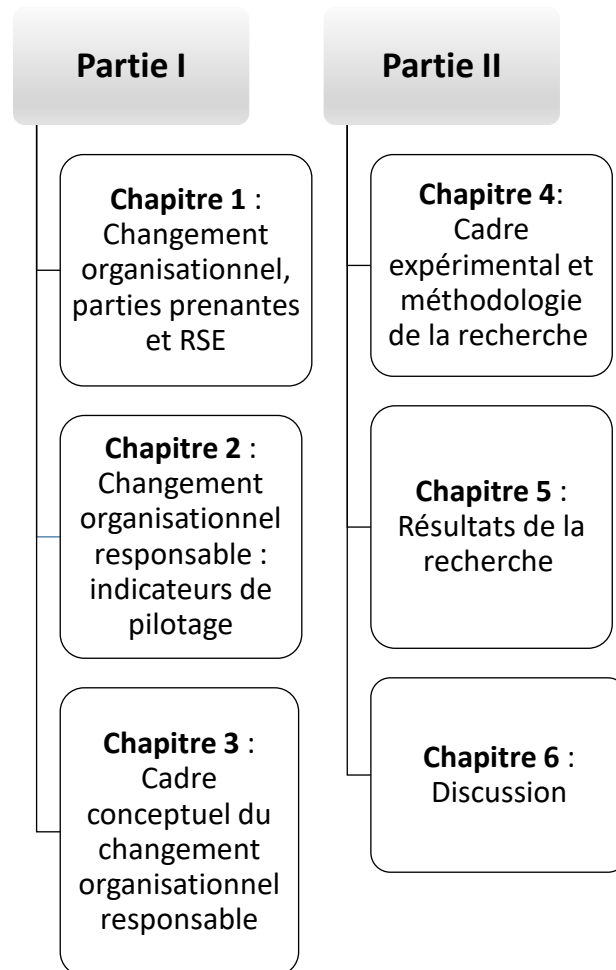 Partie I
Chapitre 1 :
Changement
organisationnel,
parties prenantes
et RSE
Chapitre 2 :
Changement
organisationnel
responsable :
indicateurs de
pilotage
Chapitre 3 :
Cadre
conceptuel du
changement
organisationnel
responsable
Partie II
Chapitre 4:
Cadre
expérimental et
méthodologie
de la recherche
Chapitre 5 :
Résultats de la
recherche
Chapitre 6 :
Discussion